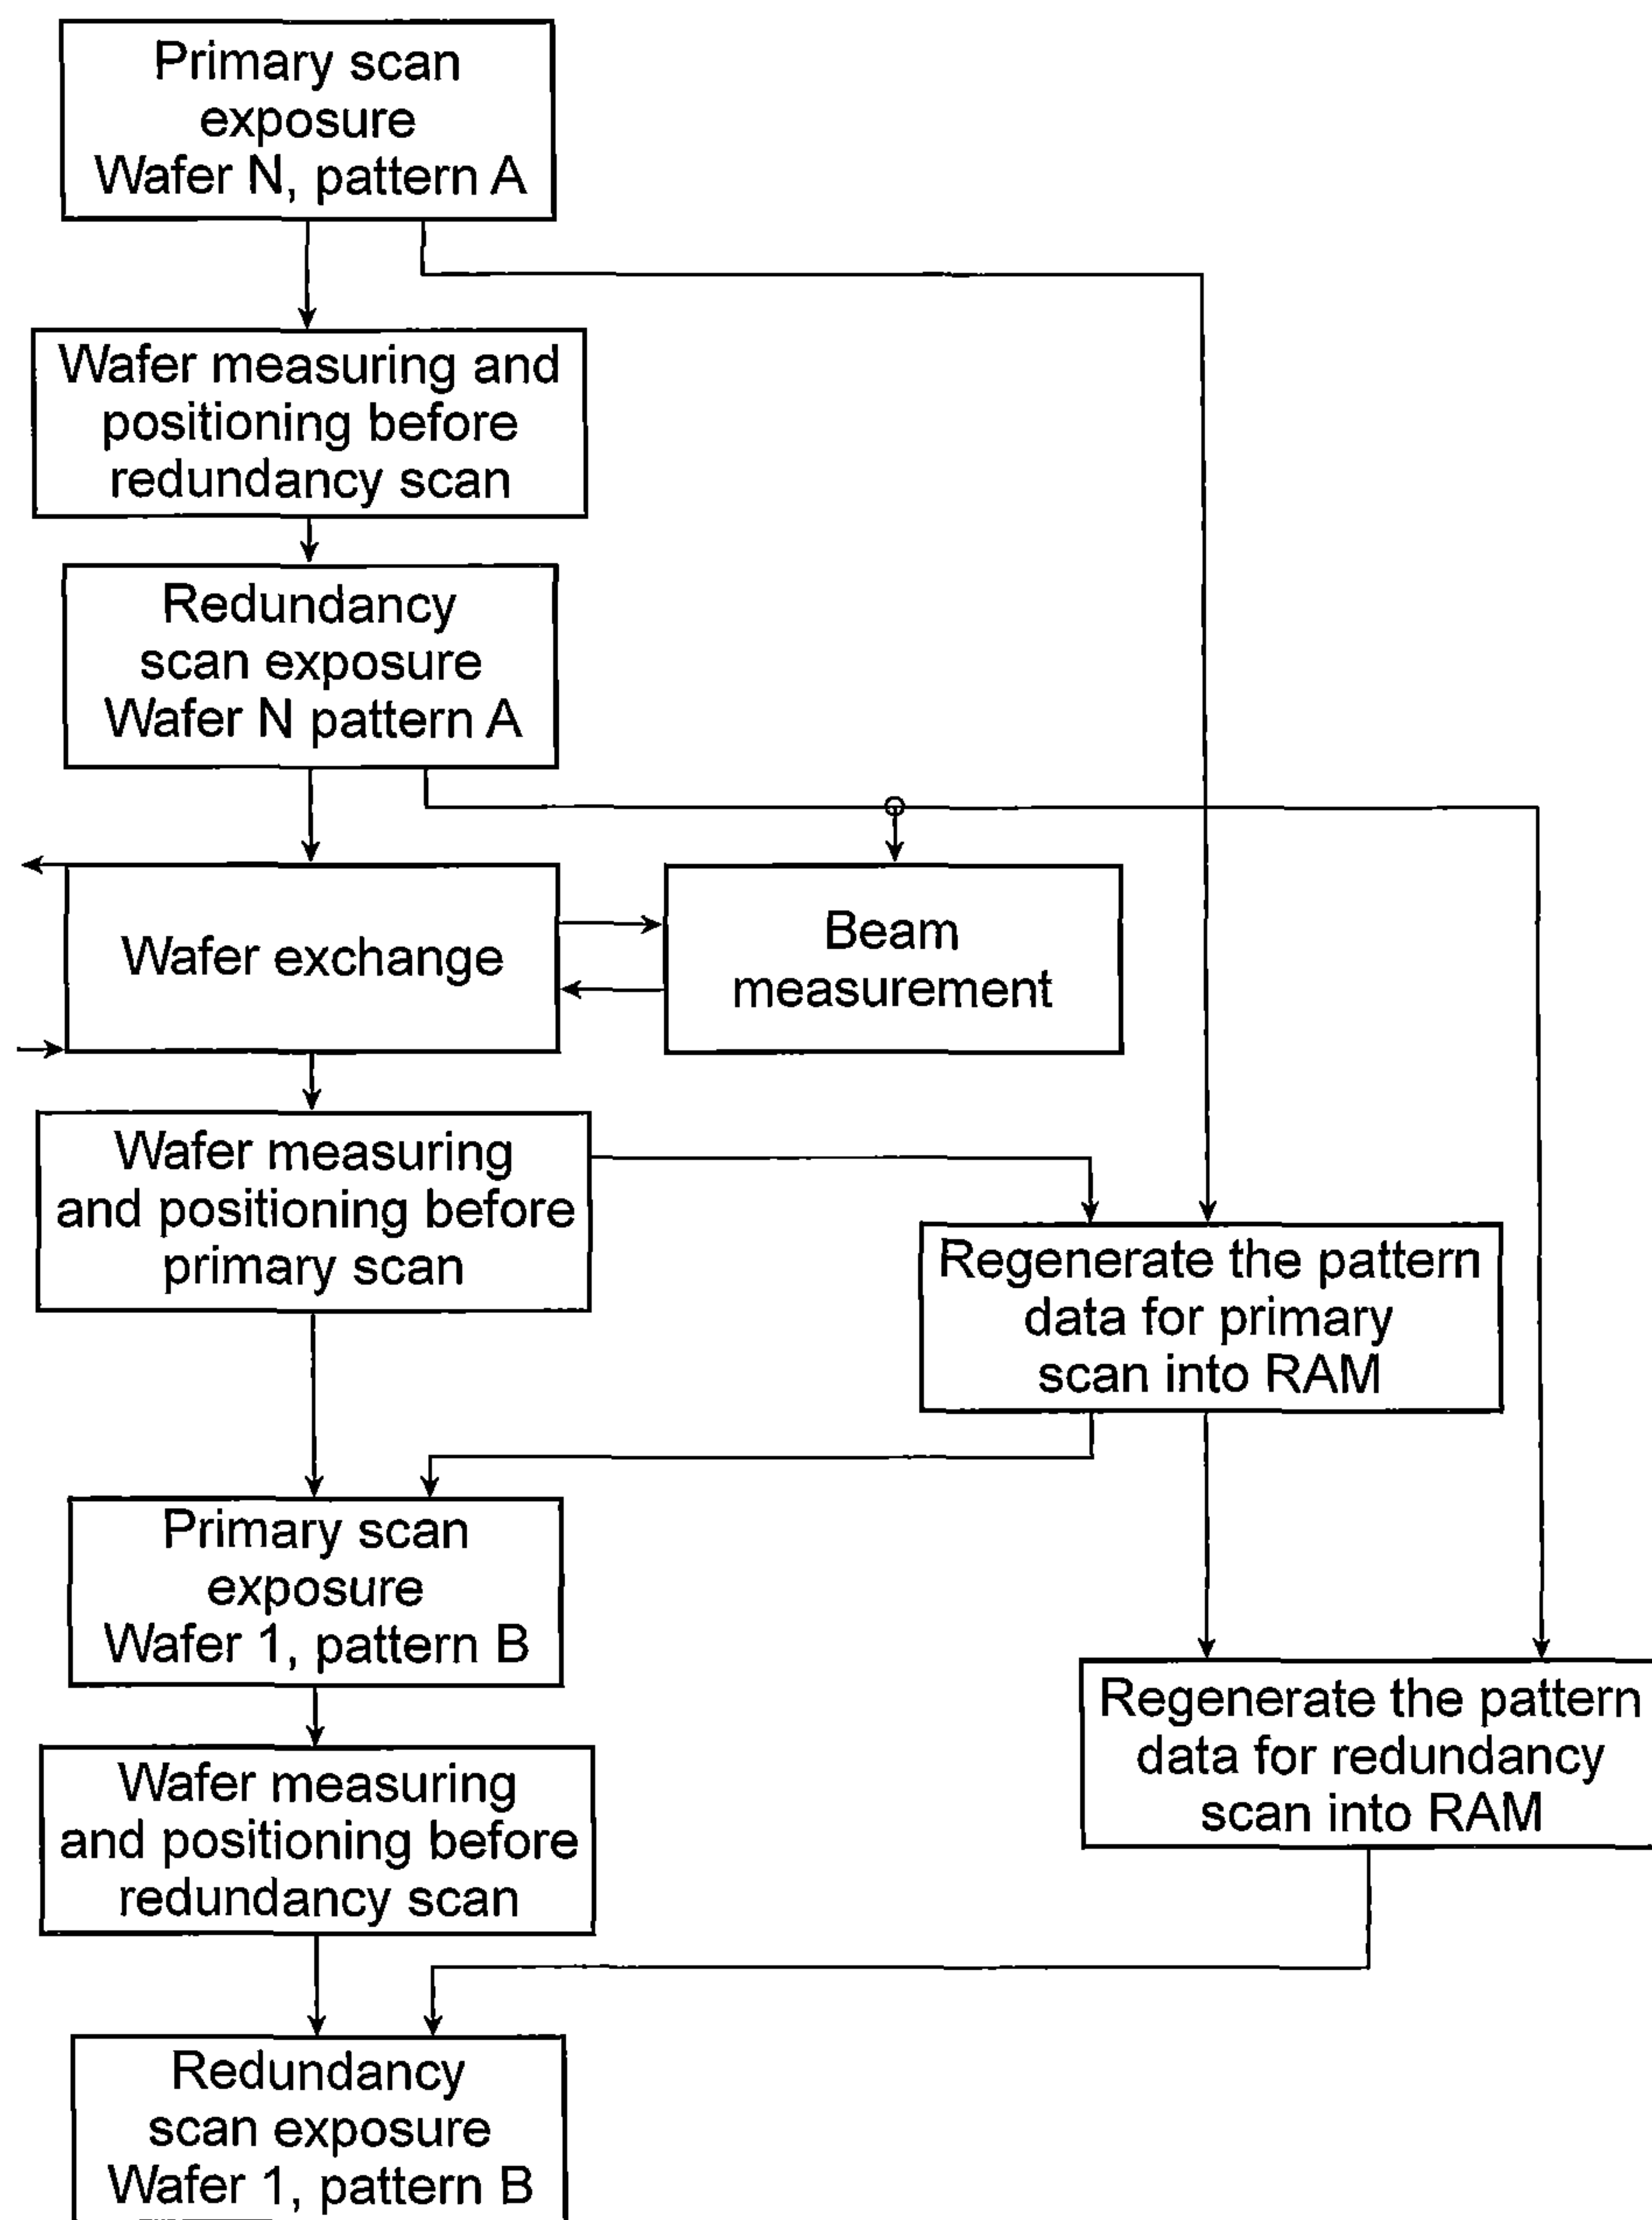 Primary scan
exposure
Wafer N, pattern A
Wafer measuring and
positioning before
redundancy scan
Redundancy
scan exposure
Wafer N pattern A
Wafer exchange
Beam
measurement
Wafer measuring
and positioning before
primary scan
Regenerate the pattern
data for primary
scan into RAM
Primary scan
exposure
Wafer 1, pattern B
Regenerate the pattern
data for redundancy
scan into RAM
Wafer measuring
and positioning before
redundancy scan
Redundancy
scan exposure
Wafer 1, pattern B